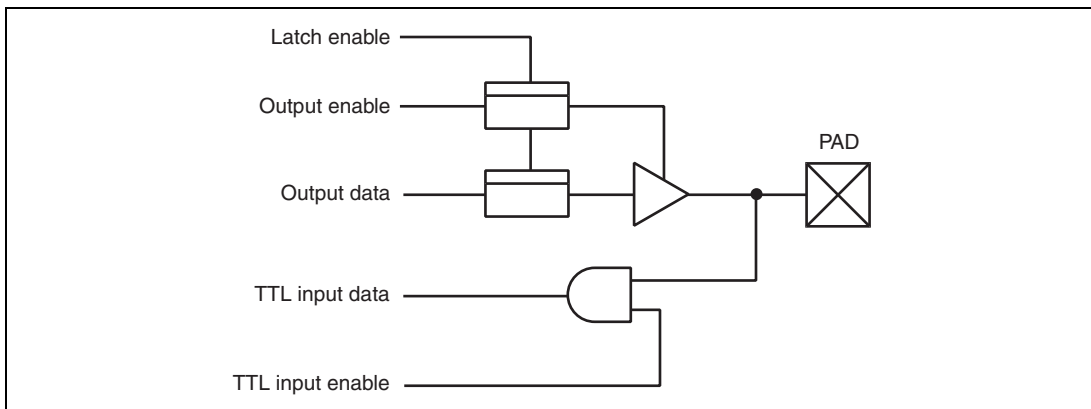 Latch enable
Output enable
PAD
Output data
TTL input data
TTL input enable